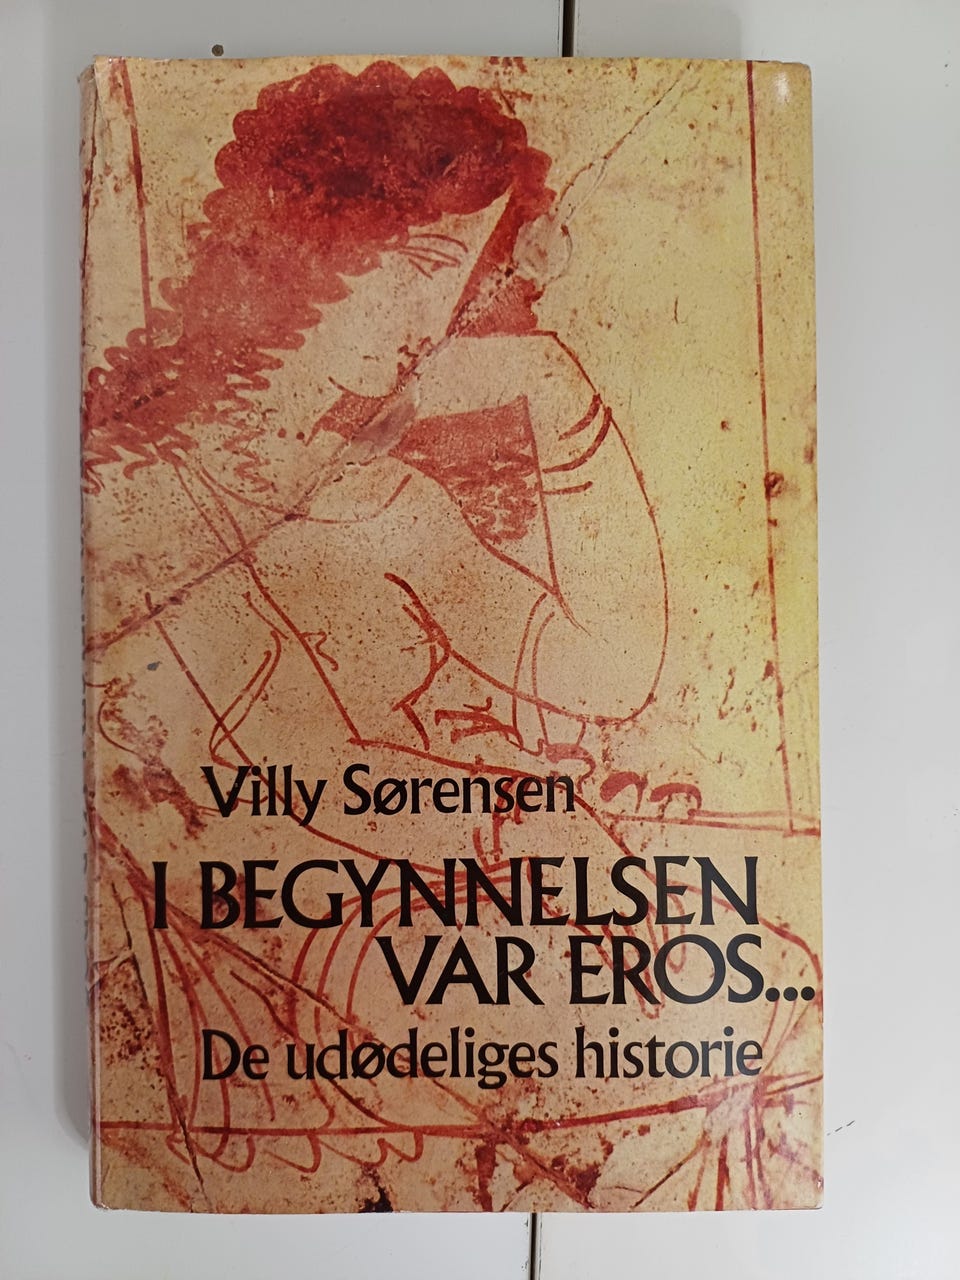 Villy Sørensen
I BEGYNNELSEN
VAR EROS...
De udødeliges historie